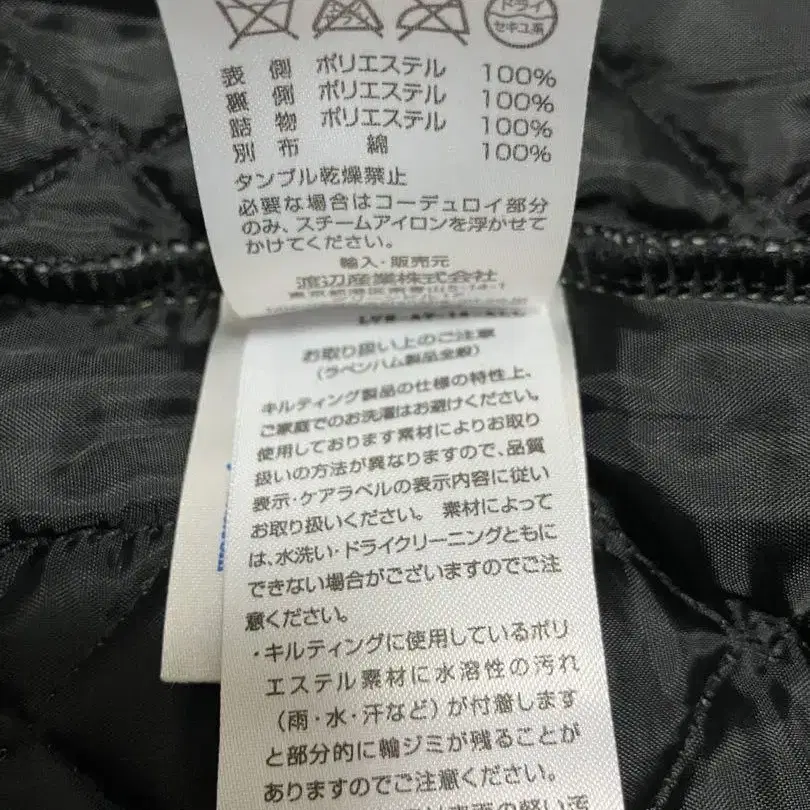 ドライ
セキユ系
表側 ポリエステル 100%
裏側 ポリエステル 100%
詰物 ポリエステル 100%
別布 綿 100%
タンブル乾燥禁止
必要な場合はコーデュロイ部分
のみ、スチームアイロンを浮かせて
かけてください。
輸入・販売元
渡辺産業株式会社
東京都港区南青山5-14-1
お取り扱い上のご注意
(ラベンハム製品全般)
キルティング製品の仕様の特性上、
ご家庭でのお洗濯はお避けください。
使用しております素材によりお取り
扱いの方法が異なりますので、品質
表示・ケアラベルの表示内容に従い
お取り扱いください。 素材によって
は、水洗い・ドライクリーニングともに
できない場合がございますのでご注
意ください。
・キルティングに使用しているポリ
エステル素材に水溶性の汚れ
(雨・水・汗など)が付着します
と部分的に輪ジミが残ることが
ありますのでご注意ください。